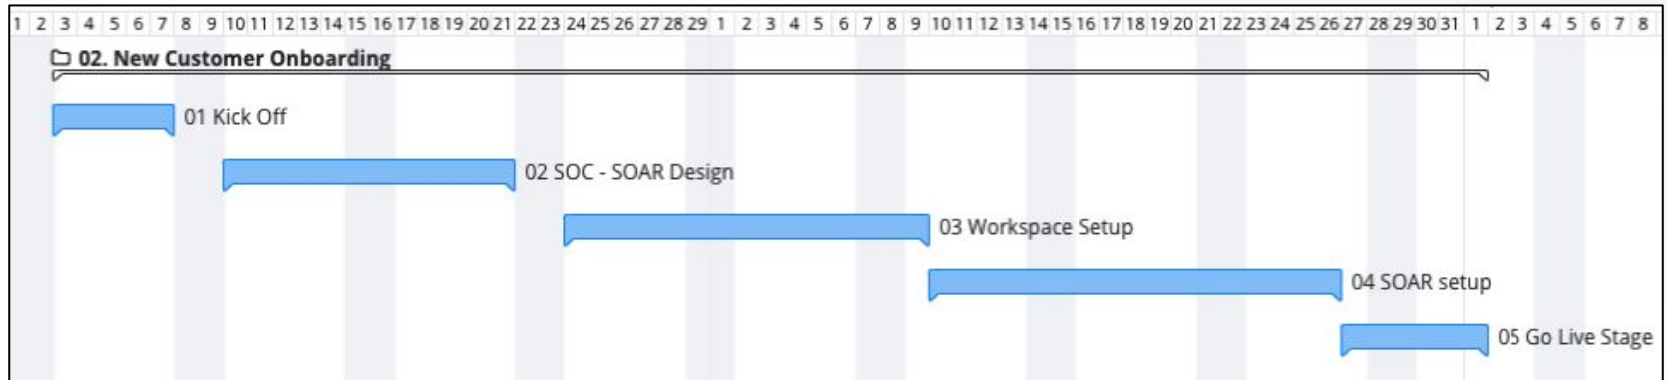 1 2 3 4 5 6 7 8 9 10 11 12 13 14 15 16 17 18 19 20 21 22 23 24 25 26 27 28 29 1 2 3 4 5 6 7 8 9 10 11 12 13 14 15 16 17 18 19 20 21 22 23 24 25 26 27 28 29 30 31 1 2 3 4 5 6 7 8
02. New Customer Onboarding
01 Kick Off
02 SOC - SOAR Design
03 Workspace Setup
04 SOAR setup
05 Go Live Stage